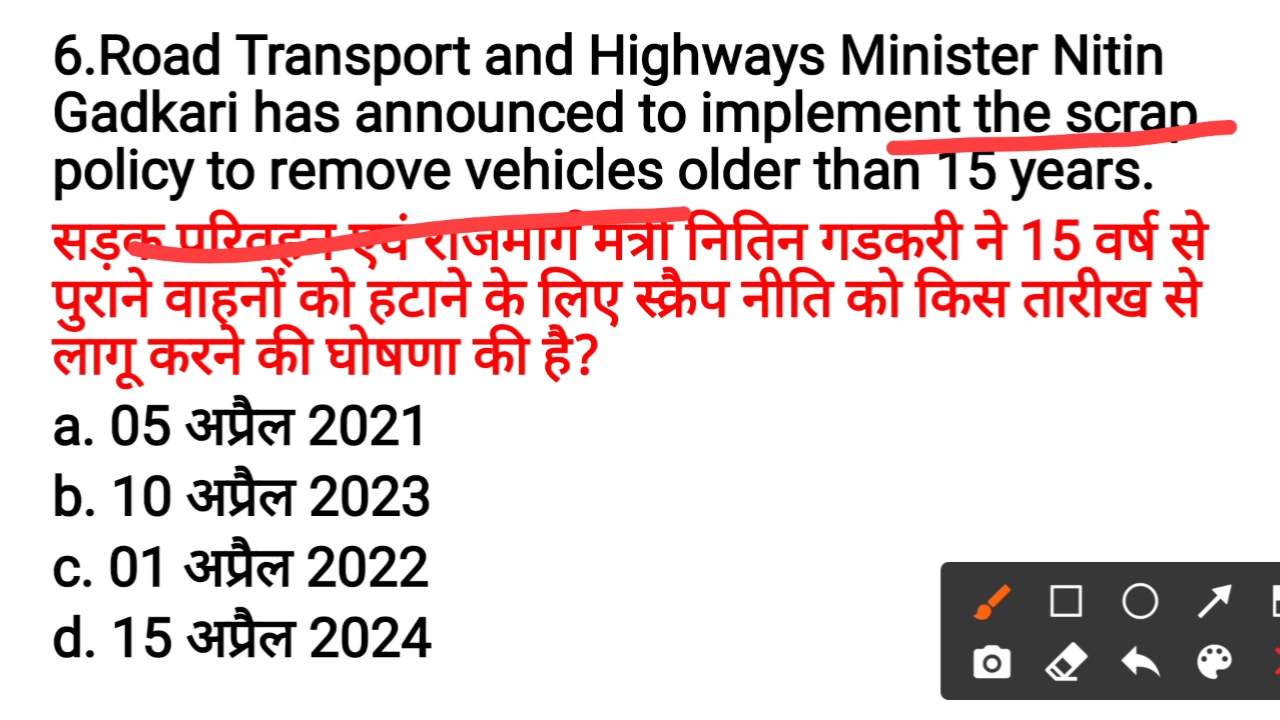 6.Road Transport and Highways Minister Nitin
Gadkari has announced to implement the scrap
policy to remove vehicles older than 15 years.
सड़क परिवहन एवं राजमार्ग मंत्री नितिन गडकरी ने 15 वर्ष से
पुराने वाहनों को हटाने के लिए स्क्रैप नीति को किस तारीख से
लागू करने की घोषणा की है?
a. 05 अप्रैल 2021
b. 10 अप्रैल 2023
c. 01 अप्रैल 2022
d. 15 अप्रैल 2024